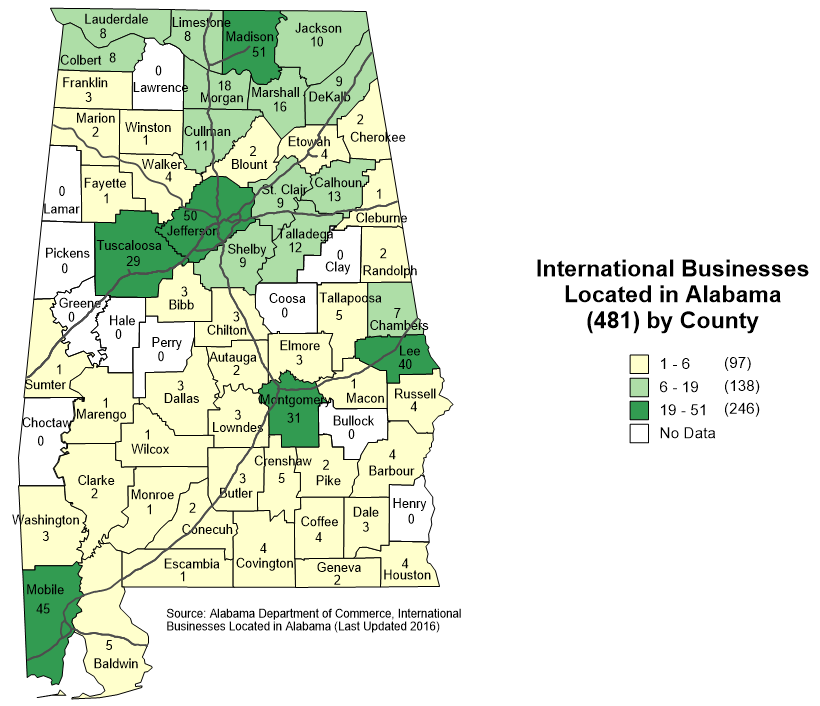 Lauderdale
8
Limestone
8
Madison
51
Jackson
10
Colbert 8
0
Lawrence
18
Morgan
Marshall
16
9
DeKalb
Franklin
3
Marion
2
Winston
1
Cullman
11
2
Blount
Etowah
4
2
Cherokee
Walker
4
Fayette
1
0
Lamar
50
Jefferson
St. Clair
9
Calhoun
13
1
Cleburne
Pickens
0
Tuscaloosa
29
Shelby
9
Talladega
12
0
Clay
2
Randolph
Greene
0
Hale
0
3
Bibb
3
Chilton
Coosa
0
Tallapoosa
5
7
Chambers
Perry
0
Autauga
2
Elmore
3
Lee
40
1
Sumter
1
Marengo
3
Dallas
3
Lowndes
Montgomery
31
1
Macon
Russell
4
Choctaw
0
1
Wilcox
Bullock
0
Clarke
2
Monroe
1
3
Butler
Crenshaw
5
2
Pike
4
Barbour
Washington
3
2
Conecuh
Coffee
4
Dale
3
Henry
0
Escambia
1
4
Covington
Geneva
2
4
Houston
Mobile
45
5
Baldwin
International Businesses
Located in Alabama
(481) by County
1 - 6 (97)
6 - 19 (138)
19 - 51 (246)
No Data
Source: Alabama Department of Commerce, International
Businesses Located in Alabama (Last Updated 2016)